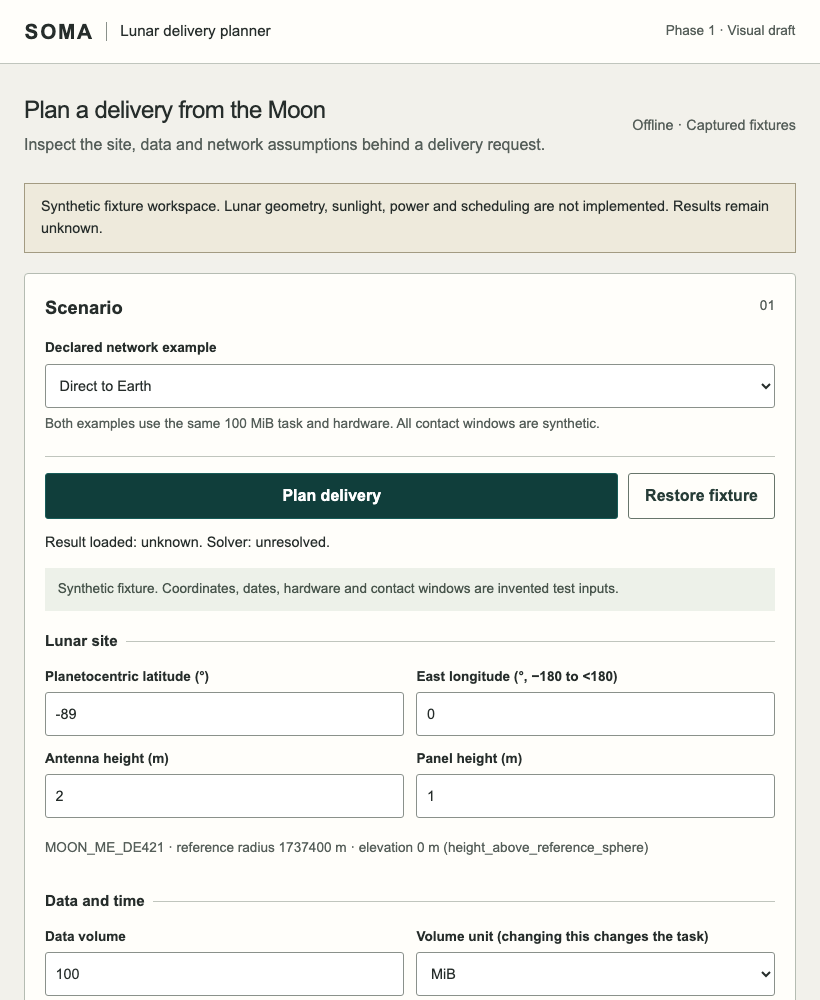 SOMA
Lunar delivery planner
Phase 1 · Visual draft
Plan a delivery from the Moon
Inspect the site, data and network assumptions behind a delivery request.
Offline · Captured fixtures
Synthetic fixture workspace. Lunar geometry, sunlight, power and scheduling are not implemented. Results remain
unknown.
Scenario
01
Declared network example
Direct to Earth
Both examples use the same 100 MiB task and hardware. All contact windows are synthetic.
Plan delivery
Restore fixture
Result loaded: unknown. Solver: unresolved.
Synthetic fixture. Coordinates, dates, hardware and contact windows are invented test inputs.
Lunar site
Planetocentric latitude (°)
East longitude (°, −180 to <180)
-89
0
Antenna height (m)
Panel height (m)
2
1
MOON_ME_DE421 · reference radius 1737400 m · elevation 0 m (height_above_reference_sphere)
Data and time
Data volume
Volume unit (changing this changes the task)
100
MiB